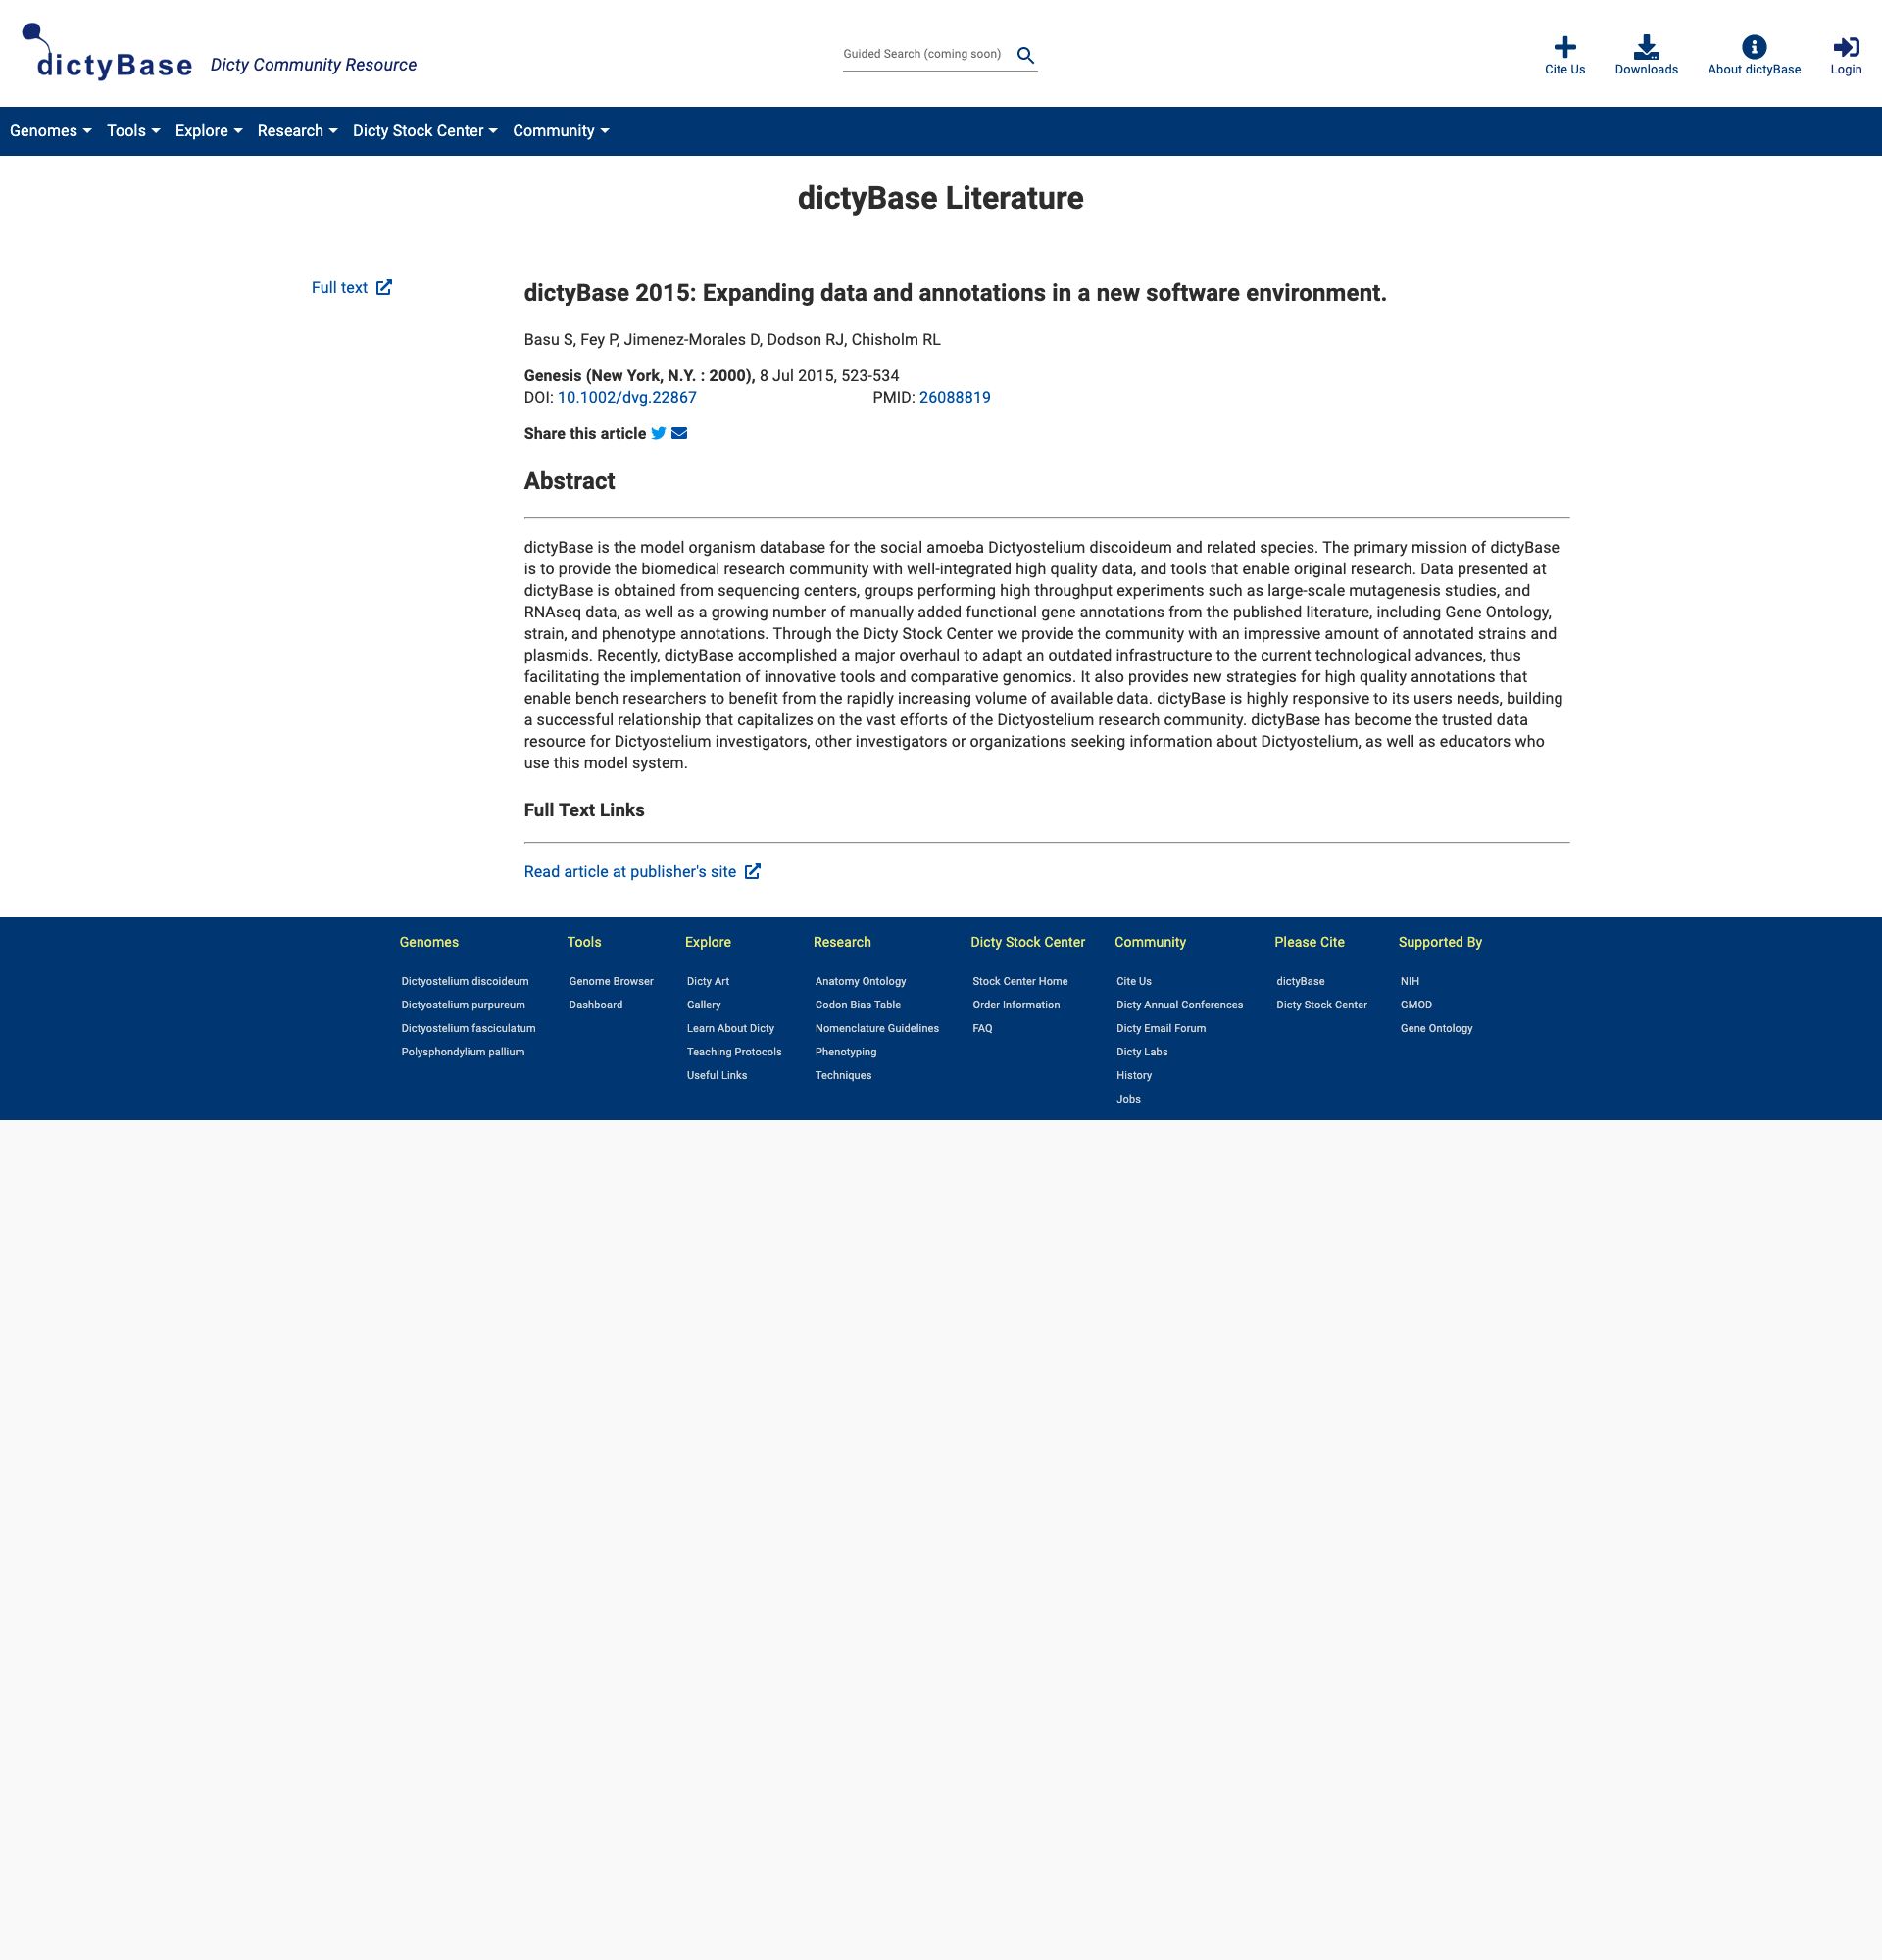 dictyBase Dicty Community Resource
Guided Search (coming soon)
Cite Us Downloads About dictyBase Login
Genomes Tools Explore Research Dicty Stock Center Community
dictyBase Literature
Full text
dictyBase 2015: Expanding data and annotations in a new software environment.
Basu S, Fey P, Jimenez-Morales D, Dodson RJ, Chisholm RL
Genesis (New York, N.Y. : 2000), 8 Jul 2015, 523-534
DOI: 10.1002/dvg.22867 PMID: 26088819
Share this article
Abstract
dictyBase is the model organism database for the social amoeba Dictyostelium discoideum and related species. The primary mission of dictyBase
is to provide the biomedical research community with well-integrated high quality data, and tools that enable original research. Data presented at
dictyBase is obtained from sequencing centers, groups performing high throughput experiments such as large-scale mutagenesis studies, and
RNAseq data, as well as a growing number of manually added functional gene annotations from the published literature, including Gene Ontology,
strain, and phenotype annotations. Through the Dicty Stock Center we provide the community with an impressive amount of annotated strains and
plasmids. Recently, dictyBase accomplished a major overhaul to adapt an outdated infrastructure to the current technological advances, thus
facilitating the implementation of innovative tools and comparative genomics. It also provides new strategies for high quality annotations that
enable bench researchers to benefit from the rapidly increasing volume of available data. dictyBase is highly responsive to its users needs, building
a successful relationship that capitalizes on the vast efforts of the Dictyostelium research community. dictyBase has become the trusted data
resource for Dictyostelium investigators, other investigators or organizations seeking information about Dictyostelium, as well as educators who
use this model system.
Full Text Links
Read article at publisher's site
Genomes
Dictyostelium discoideum
Dictyostelium purpureum
Dictyostelium fasciculatum
Polysphondylium pallium
Tools
Genome Browser
Dashboard
Explore
Dicty Art
Gallery
Learn About Dicty
Teaching Protocols
Useful Links
Research
Anatomy Ontology
Codon Bias Table
Nomenclature Guidelines
Phenotyping
Techniques
Dicty Stock Center
Stock Center Home
Order Information
FAQ
Community
Cite Us
Dicty Annual Conferences
Dicty Email Forum
Dicty Labs
History
Jobs
Please Cite
dictyBase
Dicty Stock Center
Supported By
NIH
GMOD
Gene Ontology